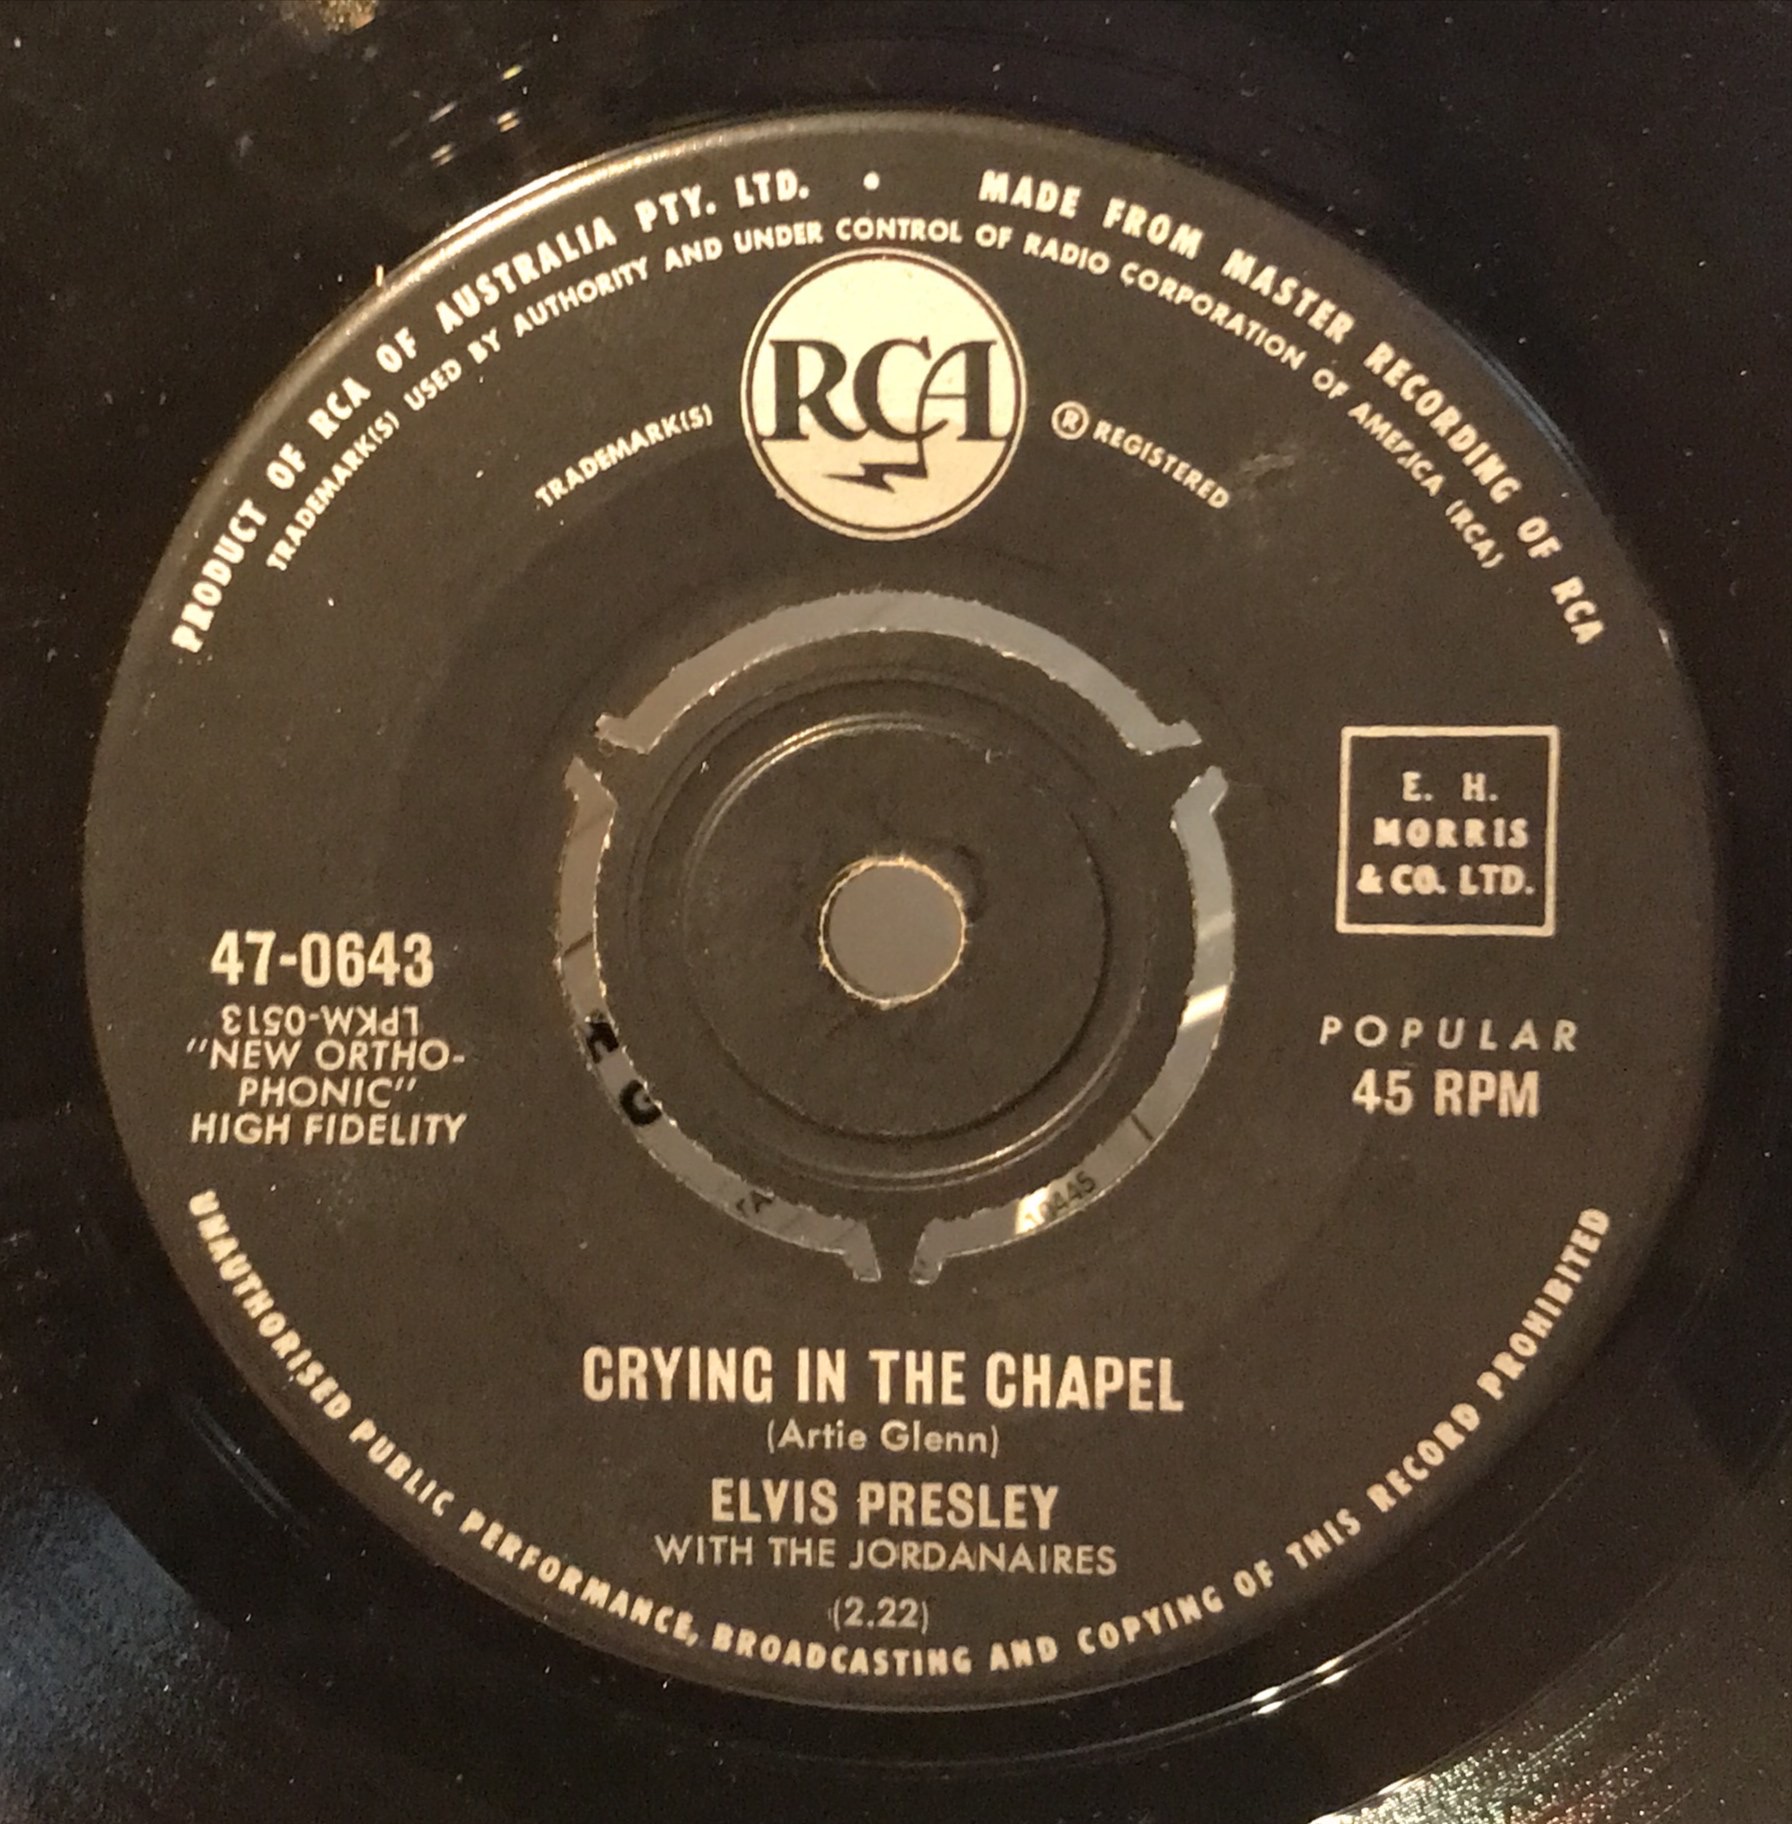 PRODUCT OF RCA OF AUSTRALIA PTY. LTD. • MADE FROM MASTER RECORDING OF RCA
TRADEMARK(S) USED BY AUTHORITY AND UNDER CONTROL OF RADIO CORPORATION OF AMERICA (RCA)
RCA
TRADEMARK(S) ® REGISTERED
E. H.
MORRIS
& CO. LTD.
47-0643
LPKM-0513
"NEW ORTHO-
PHONIC"
HIGH FIDELITY
POPULAR
45 RPM
CRYING IN THE CHAPEL
(Artie Glenn)
ELVIS PRESLEY
WITH THE JORDANAIRES
(2.22)
UNAUTHORISED PUBLIC PERFORMANCE, BROADCASTING AND COPYING OF THIS RECORD PROHIBITED